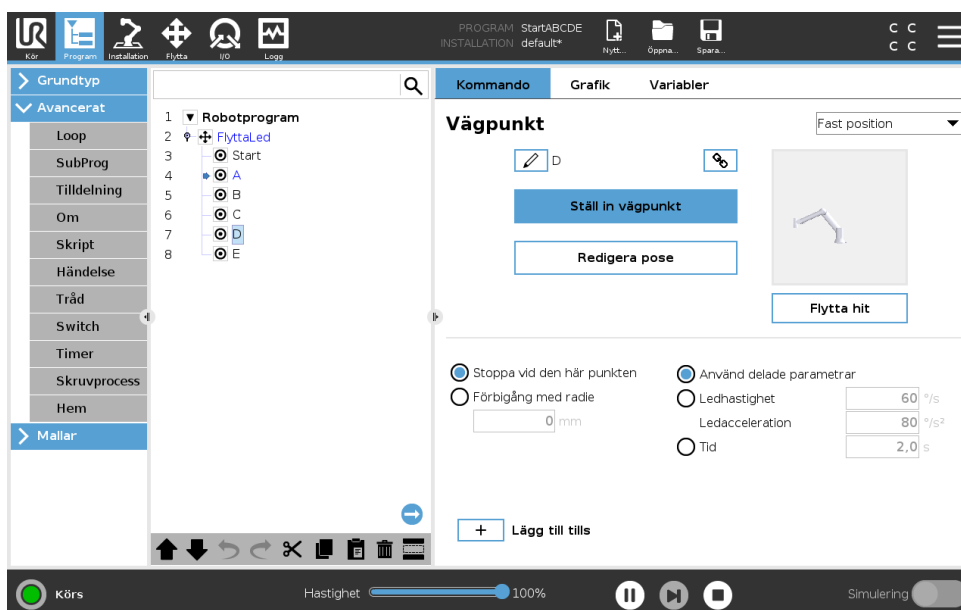 UR
PROGRAM StartABCDE
INSTALLATION default*
Kör Program Installation Flytta I/O Logg Nytt... Öppna... Spara...
C C
C C
Grundtyp
Avancerat
Loop
SubProg
Tilldelning
Om
Skript
Händelse
Tråd
Switch
Timer
Skruvprocess
Hem
Mallar
1 Robotprogram
2 FlyttaLed
3 Start
4 A
5 B
6 C
7 D
8 E
Kommando Grafik Variabler
Vägpunkt
Fast position
D
Ställ in vägpunkt
Redigera pose
Flytta hit
Stoppa vid den här punkten
Förbigång med radie
0 mm
Använd delade parametrar
Ledhastighet 60 °/s
Ledacceleration 80 °/s²
Tid 2,0 s
+ Lägg till tills
Körs
Hastighet 100%
Simulering